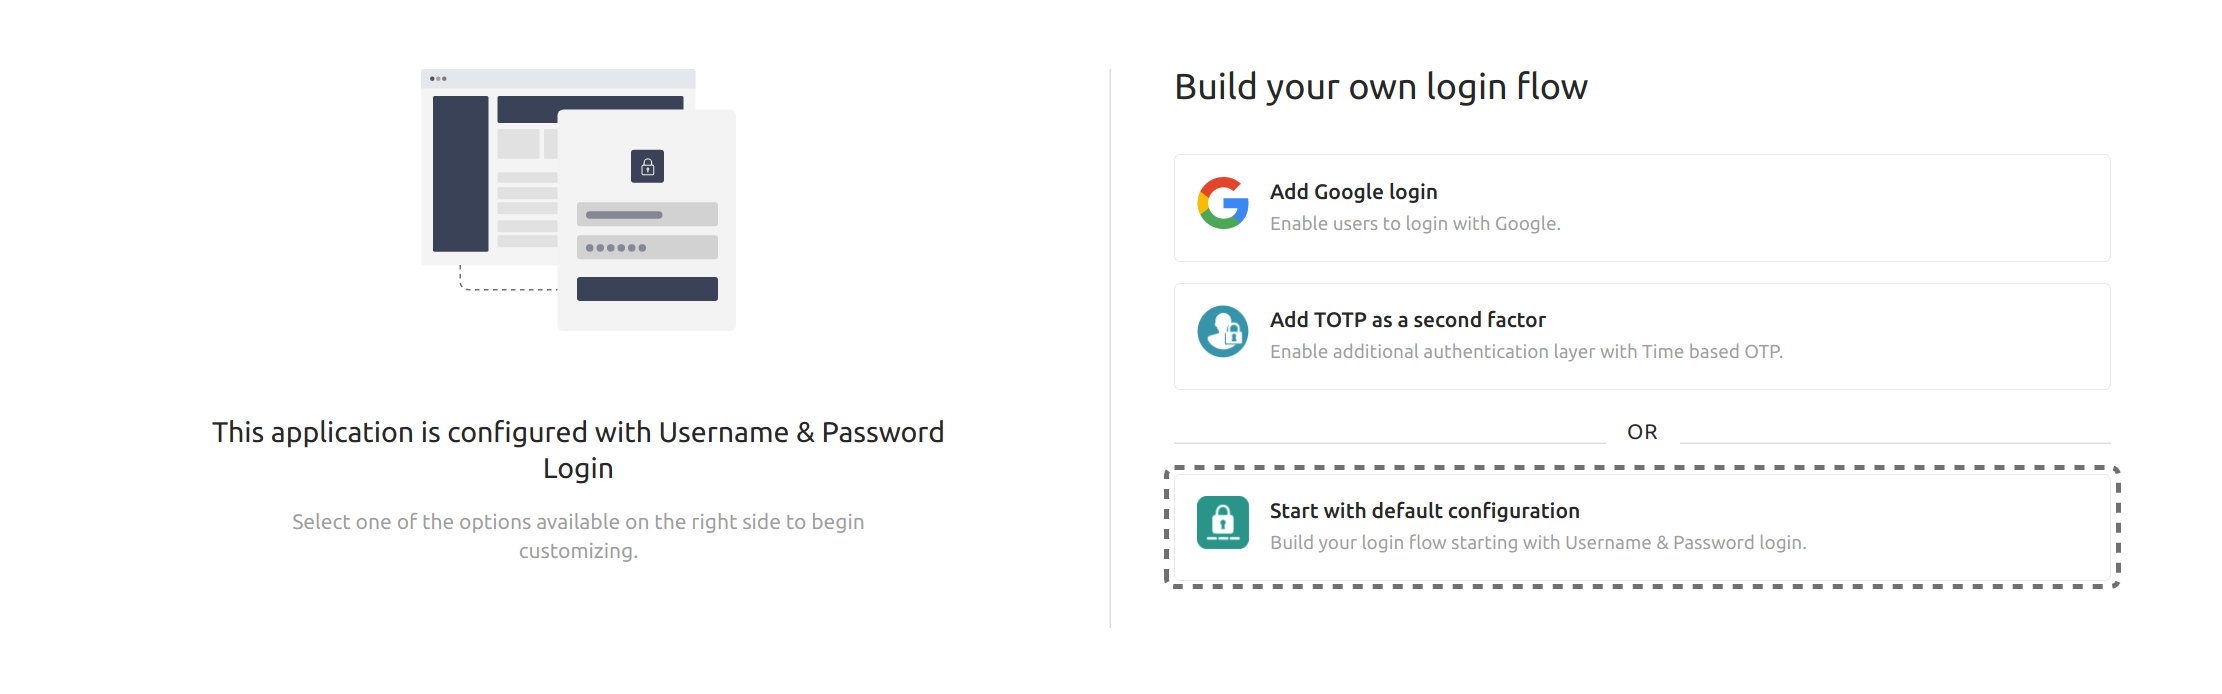 This application is configured with Username & Password
Login
Select one of the options available on the right side to begin
customizing.
Build your own login flow
Add Google login
Enable users to login with Google.
Add TOTP as a second factor
Enable additional authentication layer with Time based OTP.
OR
Start with default configuration
Build your login flow starting with Username & Password login.